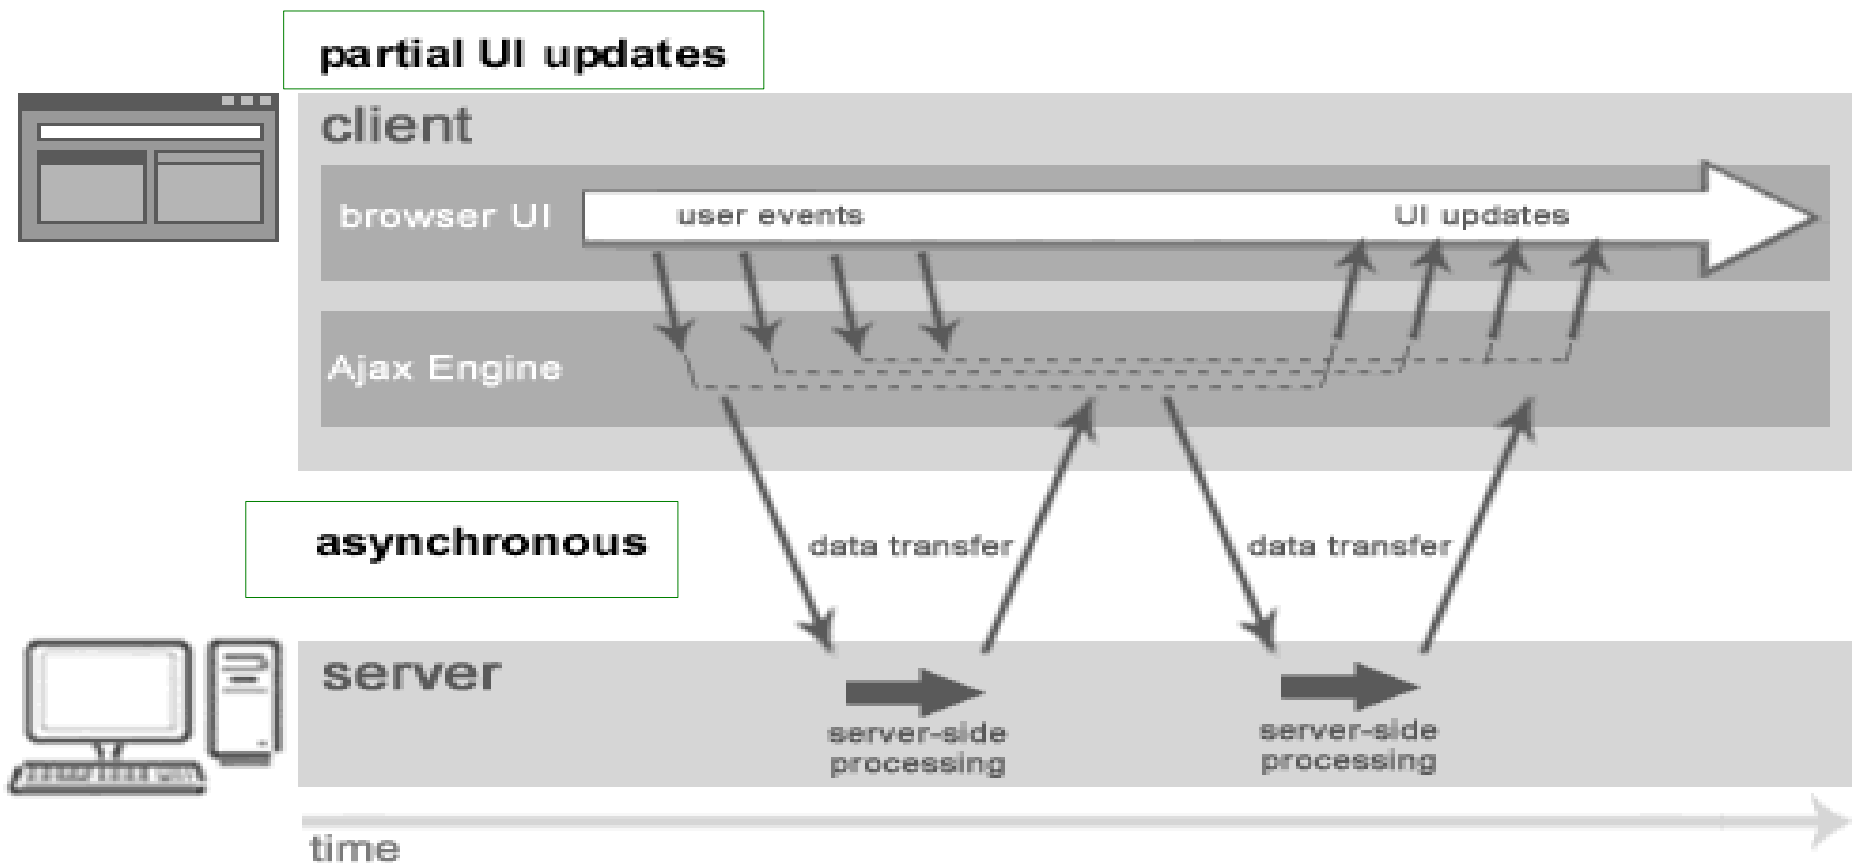 partial UI updates
client
browser UI
user events
UI updates
Ajax Engine
asynchronous
data transfer
data transfer
server
server-side
processing
server-side
processing
time